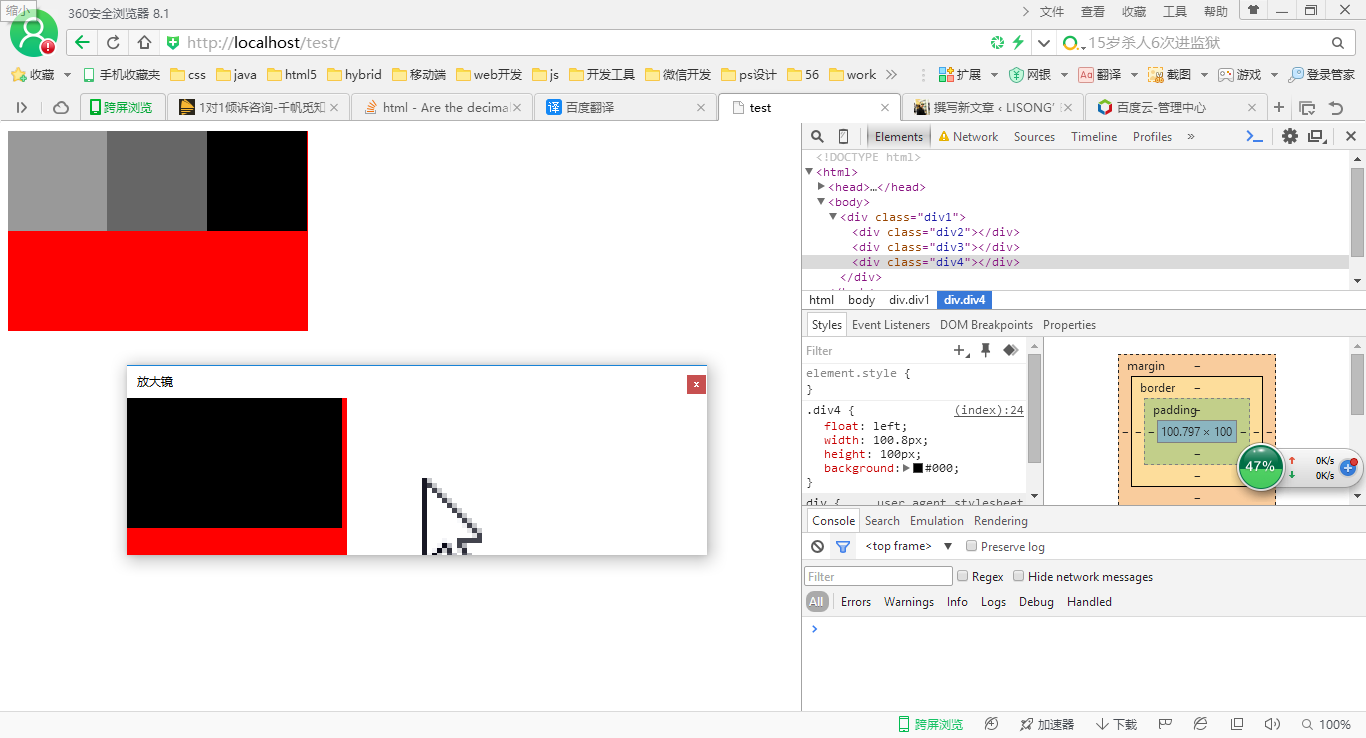 缩小
360安全浏览器 8.1
文件 查看 收藏 工具 帮助
http://localhost/test/
15岁杀人6次进监狱
收藏 手机收藏夹 css java html5 hybrid 移动端 web开发 js 开发工具 微信开发 ps设计 56 work » 扩展 网银 Aa 翻译 截图 游戏 登录管家
跨屏浏览 1对1倾诉咨询-千帆觅知 html - Are the decimal 译 百度翻译 test 撰写新文章 ‹ LISONG' 百度云-管理中心
Elements Network Sources Timeline Profiles »
<!DOCTYPE html>
<html>
<head>…</head>
<body>
<div class="div1">
<div class="div2"></div>
<div class="div3"></div>
<div class="div4"></div>
</div>
html body div.div1 div.div4
Styles Event Listeners DOM Breakpoints Properties
Filter
element.style {
}
.div4 { (index):24
float: left;
width: 100.8px;
height: 100px;
background: #000;
}
div { user agent stylesheet
margin –
border –
padding –
– – – 100.797 × 100 – –
–
–
–
47%
0K/s
0K/s
放大镜
x
Console Search Emulation Rendering
<top frame> Preserve log
Filter Regex Hide network messages
All Errors Warnings Info Logs Debug Handled
跨屏浏览 加速器 下载 100%